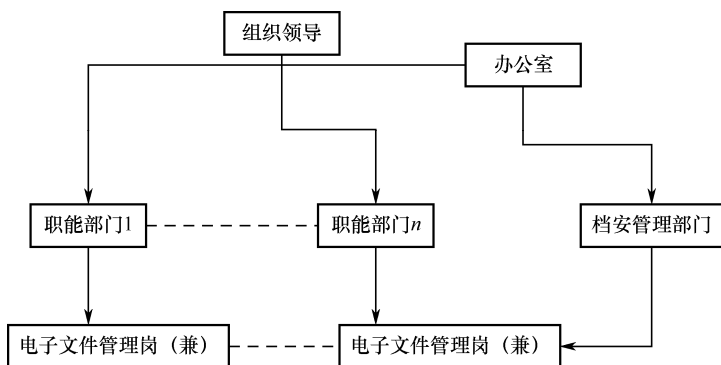 组织领导
办公室
职能部门1
职能部门n
档安管理部门
电子文件管理岗（兼）
电子文件管理岗（兼）